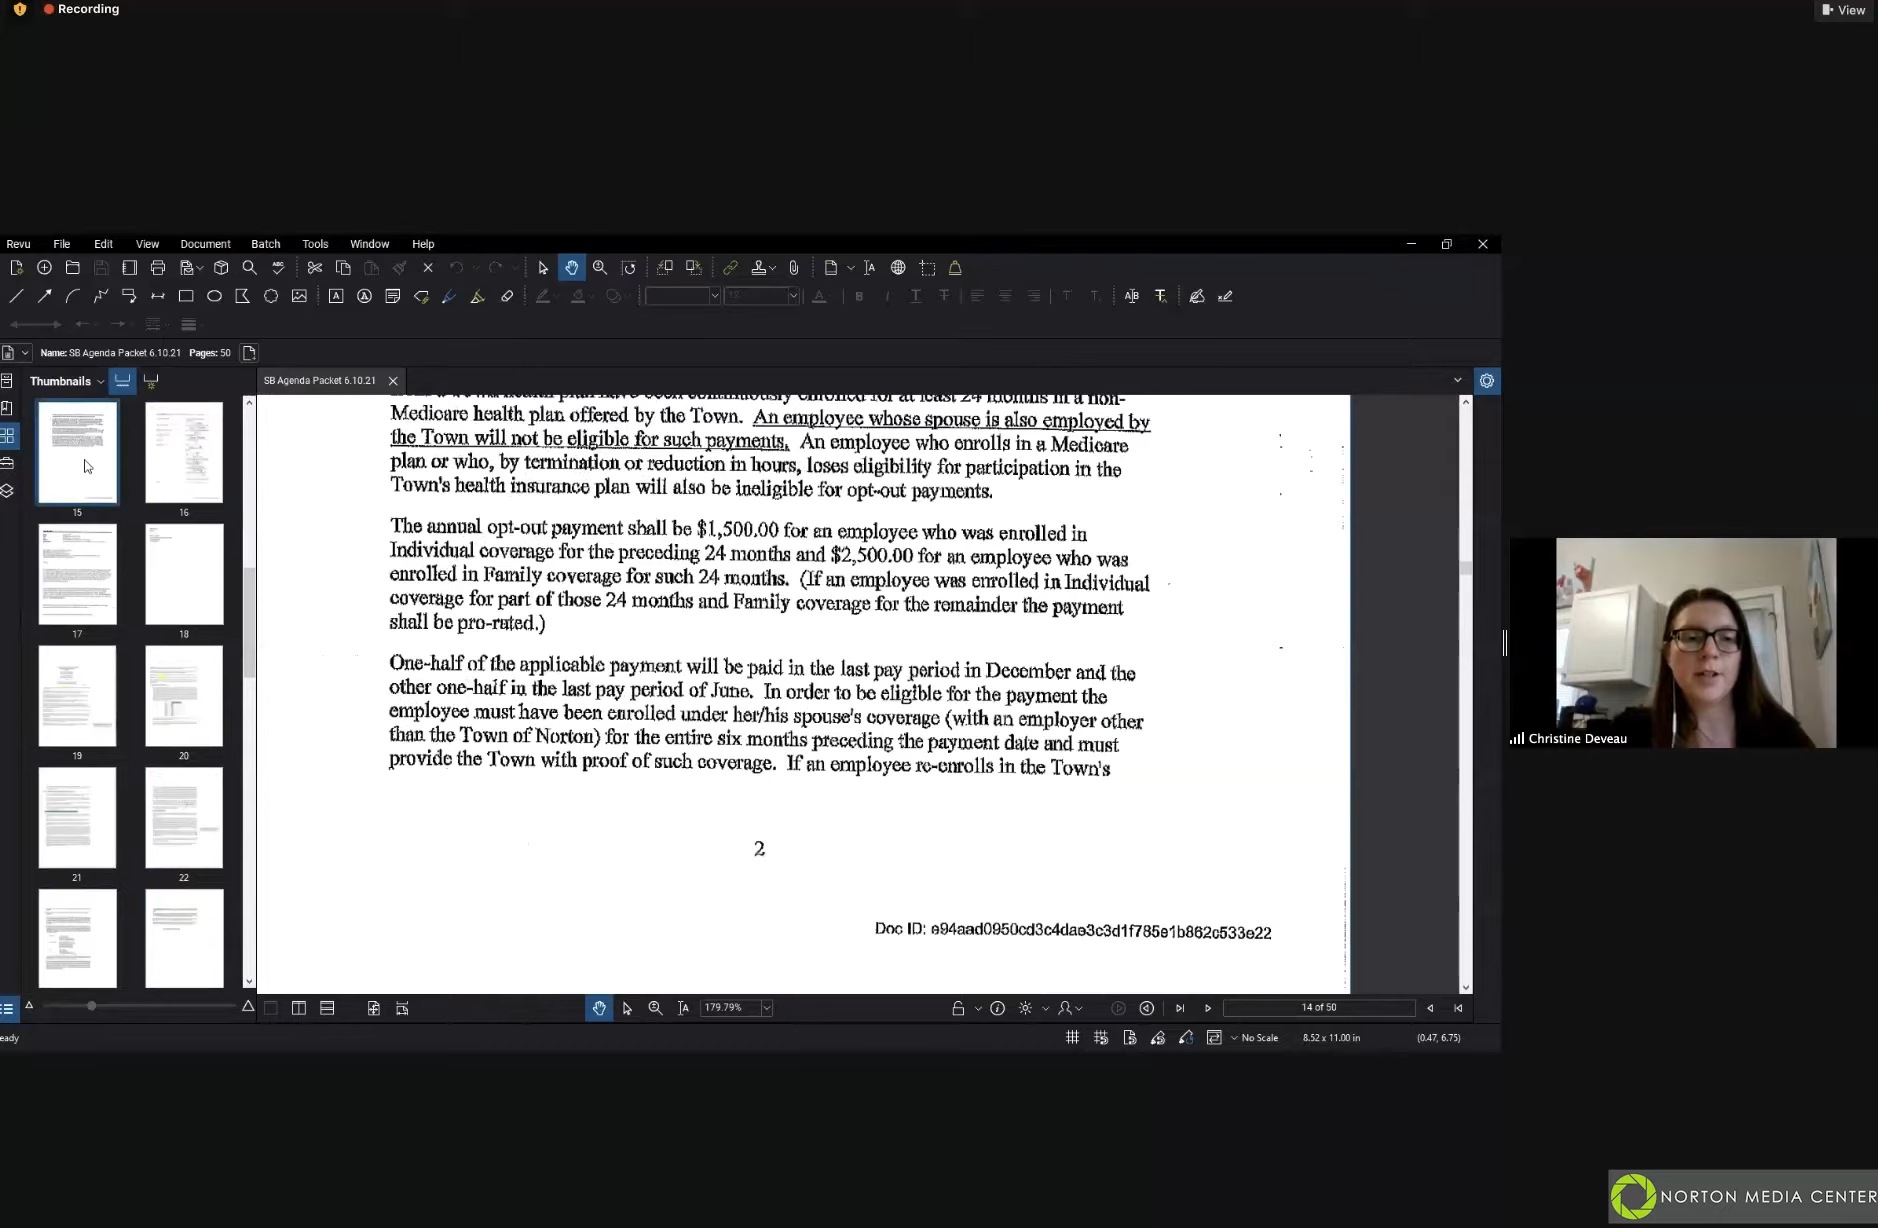 Recording
View
Revu File Edit View Document Batch Tools Window Help
Name: SB Agenda Packet 6.10.21 Pages: 50
Thumbnails
SB Agenda Packet 6.10.21
Medicare health plan offered by the Town. An employee whose spouse is also employed by
the Town will not be eligible for such payments. An employee who enrolls in a Medicare
plan or who, by termination or reduction in hours, loses eligibility for participation in the
Town's health insurance plan will also be ineligible for opt-out payments.
The annual opt-out payment shall be $1,500.00 for an employee who was enrolled in
Individual coverage for the preceding 24 months and $2,500.00 for an employee who was
enrolled in Family coverage for such 24 months. (If an employee was enrolled in Individual
coverage for part of those 24 months and Family coverage for the remainder the payment
shall be pro-rated.)
One-half of the applicable payment will be paid in the last pay period in December and the
other one-half in the last pay period of June. In order to be eligible for the payment the
employee must have been enrolled under her/his spouse's coverage (with an employer other
than the Town of Norton) for the entire six months preceding the payment date and must
provide the Town with proof of such coverage. If an employee re-enrolls in the Town's
2
Doc ID: e94aad0950cd3c4dae3c3d1f785e1b862c533e22
15 16
17 18
19 20
21 22
179.79%
14 of 50
eady
No Scale
8.52 x 11.00 in
(0.47, 6.75)
Christine Deveau
NORTON MEDIA CENTER